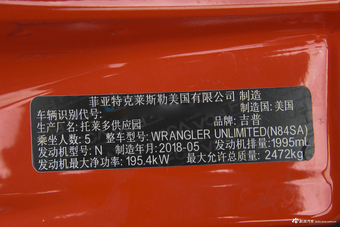 菲亚特克莱斯勒美国有限公司 制造
车辆识别代号: 制造国:美国
生产厂名:托莱多供应园 品牌:吉普
乘坐人数:5 整车型号:WRANGLER UNLIMITED(N84SA)
发动机型号:N 制造年月:2018-05 发动机排量:1995mL
发动机最大净功率:195.4kW 最大允许总质量:2472kg